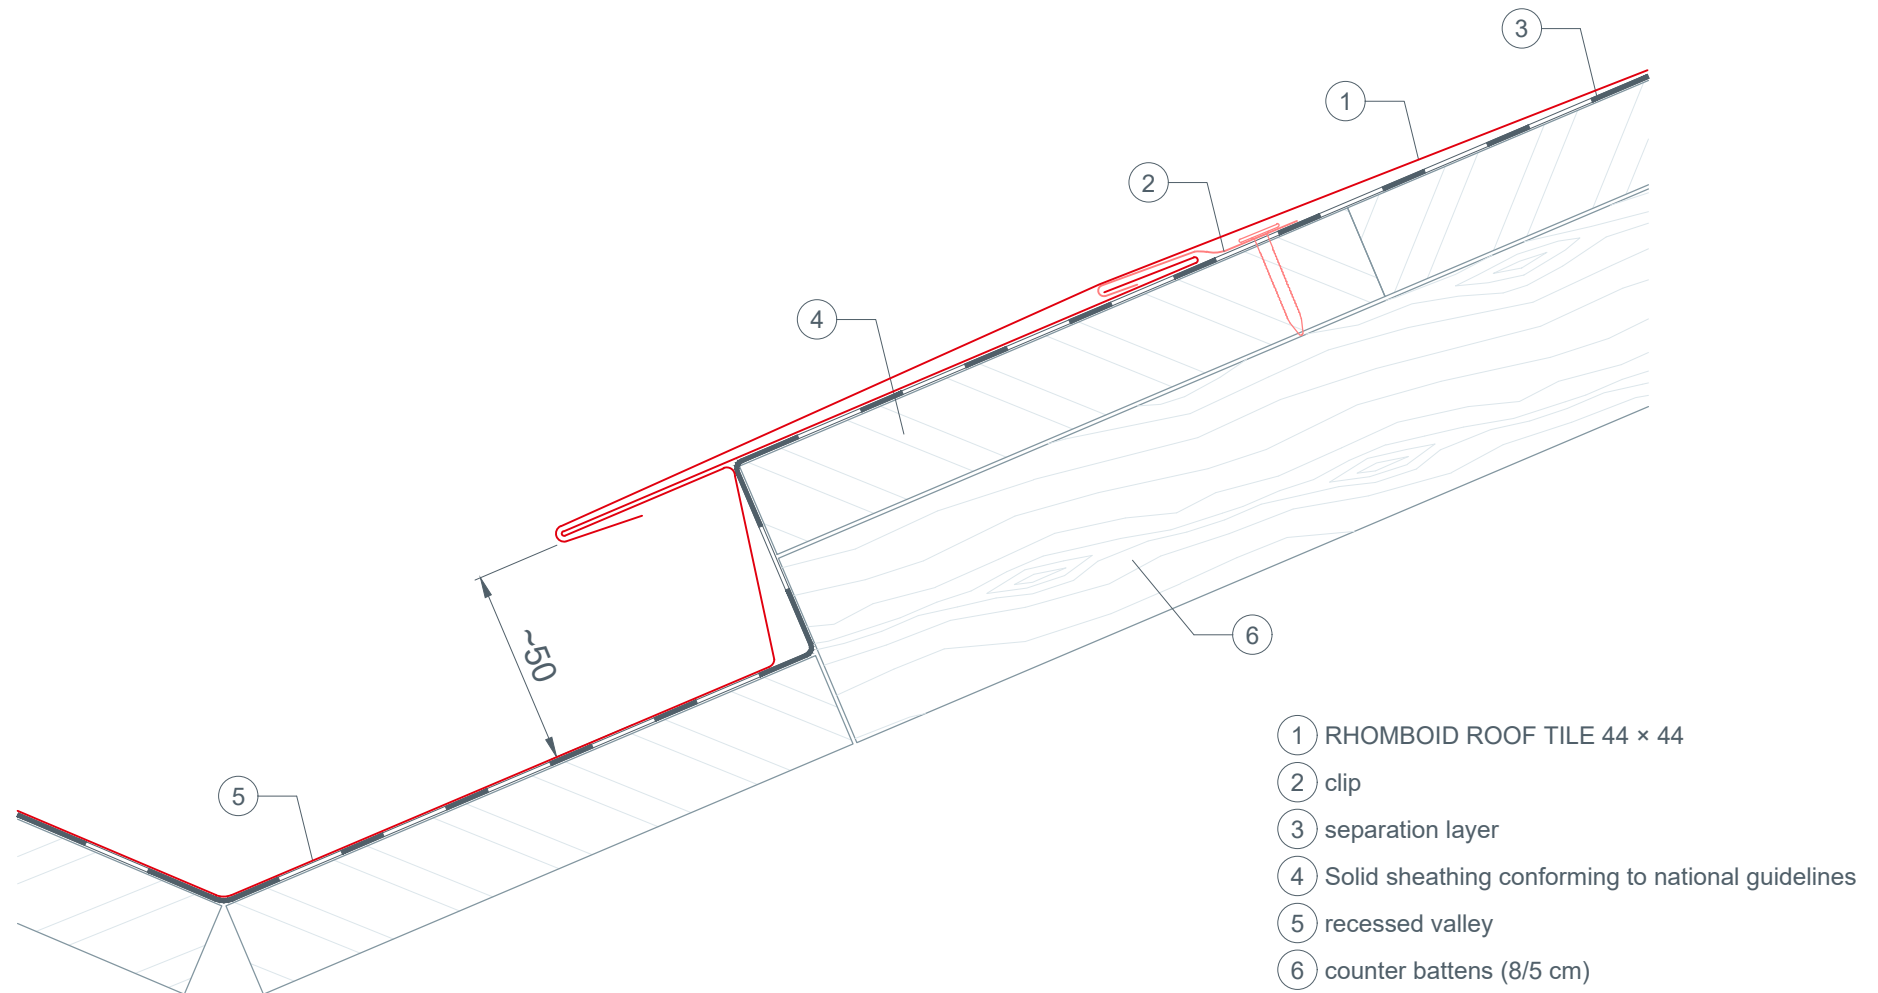 3
1
2
4
~50
5
6
1 RHOMBOID ROOF TILE 44 × 44
2 clip
3 separation layer
4 Solid sheathing conforming to national guidelines
5 recessed valley
6 counter battens (8/5 cm)